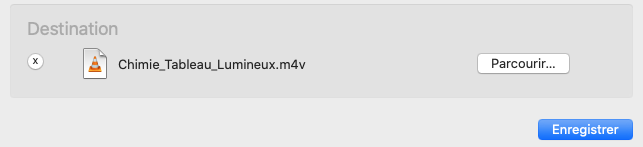 Destination
x
Chimie_Tableau_Lumineux.m4v
Parcourir...
Enregistrer